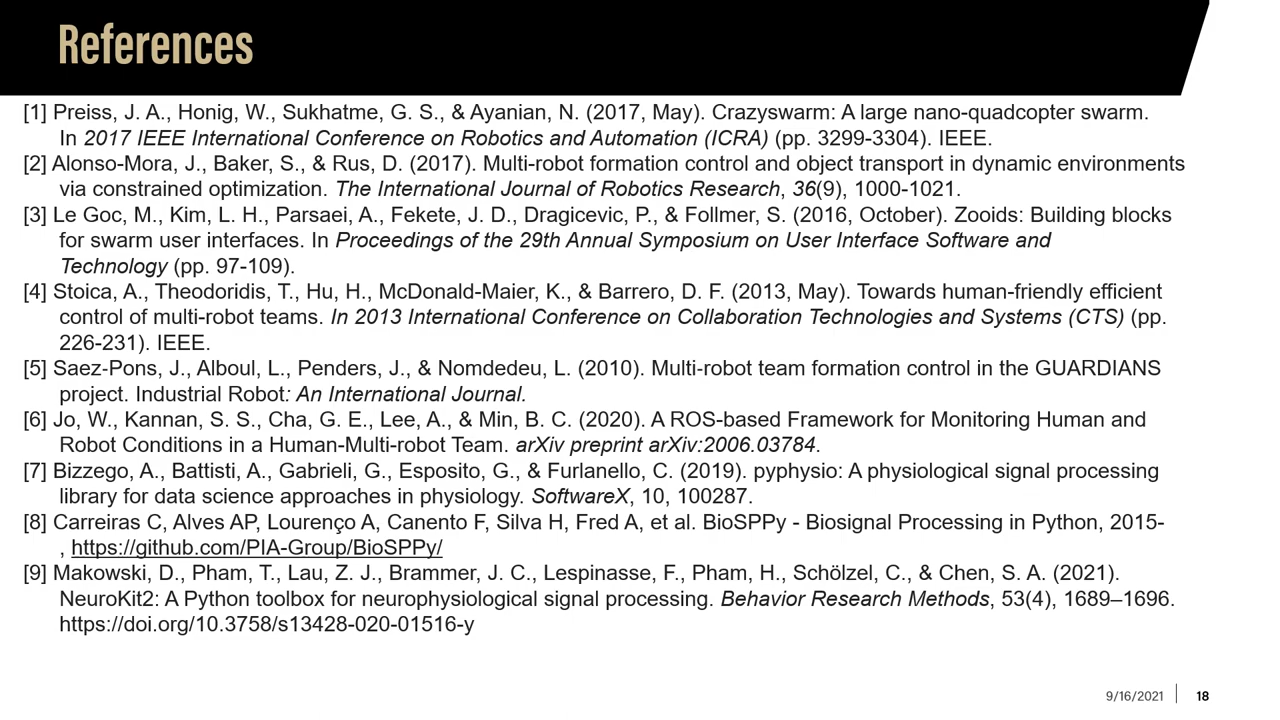 References
[1] Preiss, J. A., Honig, W., Sukhatme, G. S., & Ayanian, N. (2017, May). Crazyswarm: A large nano-quadcopter swarm.
In 2017 IEEE International Conference on Robotics and Automation (ICRA) (pp. 3299-3304). IEEE.
[2] Alonso-Mora, J., Baker, S., & Rus, D. (2017). Multi-robot formation control and object transport in dynamic environments
via constrained optimization. The International Journal of Robotics Research, 36(9), 1000-1021.
[3] Le Goc, M., Kim, L. H., Parsaei, A., Fekete, J. D., Dragicevic, P., & Follmer, S. (2016, October). Zooids: Building blocks
for swarm user interfaces. In Proceedings of the 29th Annual Symposium on User Interface Software and
Technology (pp. 97-109).
[4] Stoica, A., Theodoridis, T., Hu, H., McDonald-Maier, K., & Barrero, D. F. (2013, May). Towards human-friendly efficient
control of multi-robot teams. In 2013 International Conference on Collaboration Technologies and Systems (CTS) (pp.
226-231). IEEE.
[5] Saez-Pons, J., Alboul, L., Penders, J., & Nomdedeu, L. (2010). Multi-robot team formation control in the GUARDIANS
project. Industrial Robot: An International Journal.
[6] Jo, W., Kannan, S. S., Cha, G. E., Lee, A., & Min, B. C. (2020). A ROS-based Framework for Monitoring Human and
Robot Conditions in a Human-Multi-robot Team. arXiv preprint arXiv:2006.03784.
[7] Bizzego, A., Battisti, A., Gabrieli, G., Esposito, G., & Furlanello, C. (2019). pyphysio: A physiological signal processing
library for data science approaches in physiology. SoftwareX, 10, 100287.
[8] Carreiras C, Alves AP, Lourenço A, Canento F, Silva H, Fred A, et al. BioSPPy - Biosignal Processing in Python, 2015-
, https://github.com/PIA-Group/BioSPPy/
[9] Makowski, D., Pham, T., Lau, Z. J., Brammer, J. C., Lespinasse, F., Pham, H., Schölzel, C., & Chen, S. A. (2021).
NeuroKit2: A Python toolbox for neurophysiological signal processing. Behavior Research Methods, 53(4), 1689–1696.
https://doi.org/10.3758/s13428-020-01516-y
9/16/2021 18